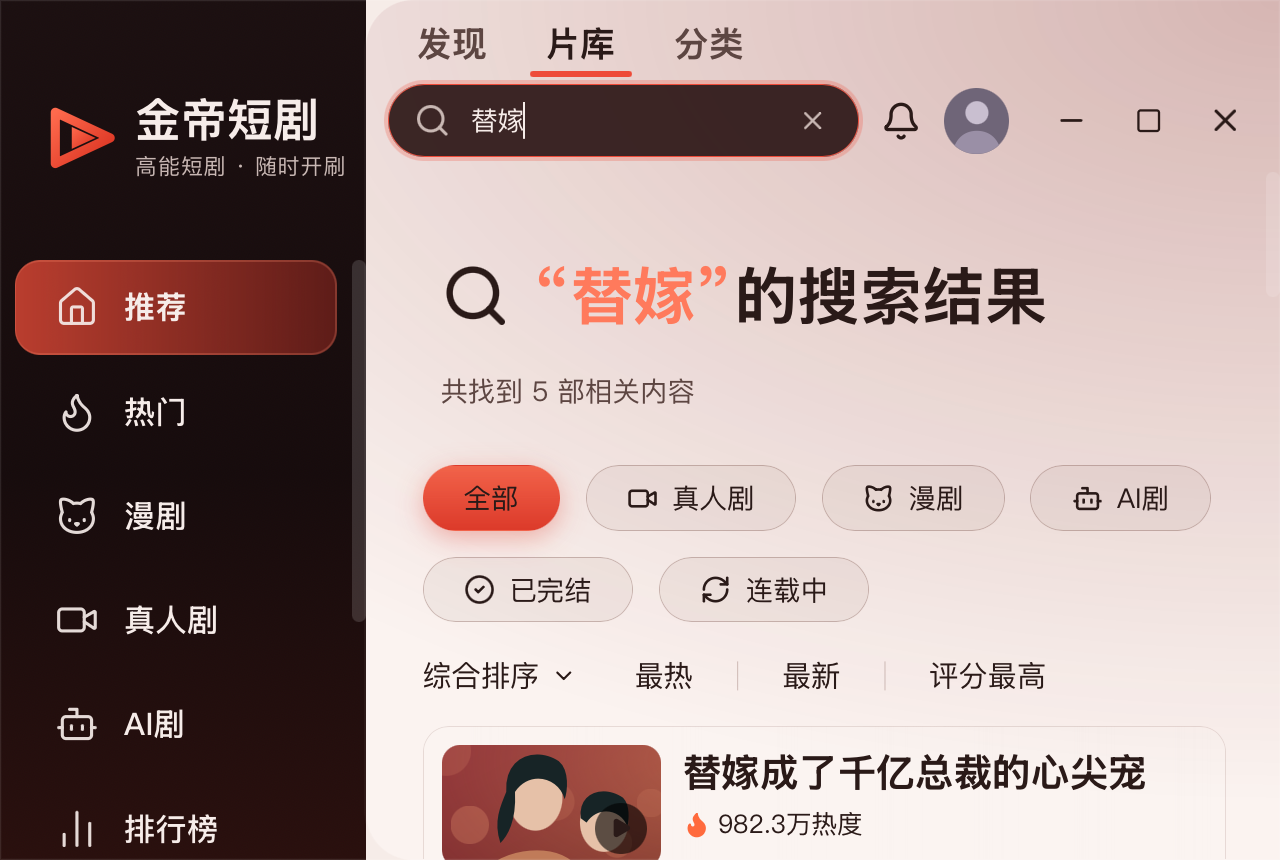 金帝短剧
高能短剧 · 随时开刷
推荐
热门
漫剧
真人剧
AI剧
排行榜
发现
片库
分类
替嫁
“替嫁”的搜索结果
共找到 5 部相关内容
全部
真人剧
漫剧
AI剧
已完结
连载中
综合排序
最热
最新
评分最高
替嫁成了千亿总裁的心尖宠
982.3万热度